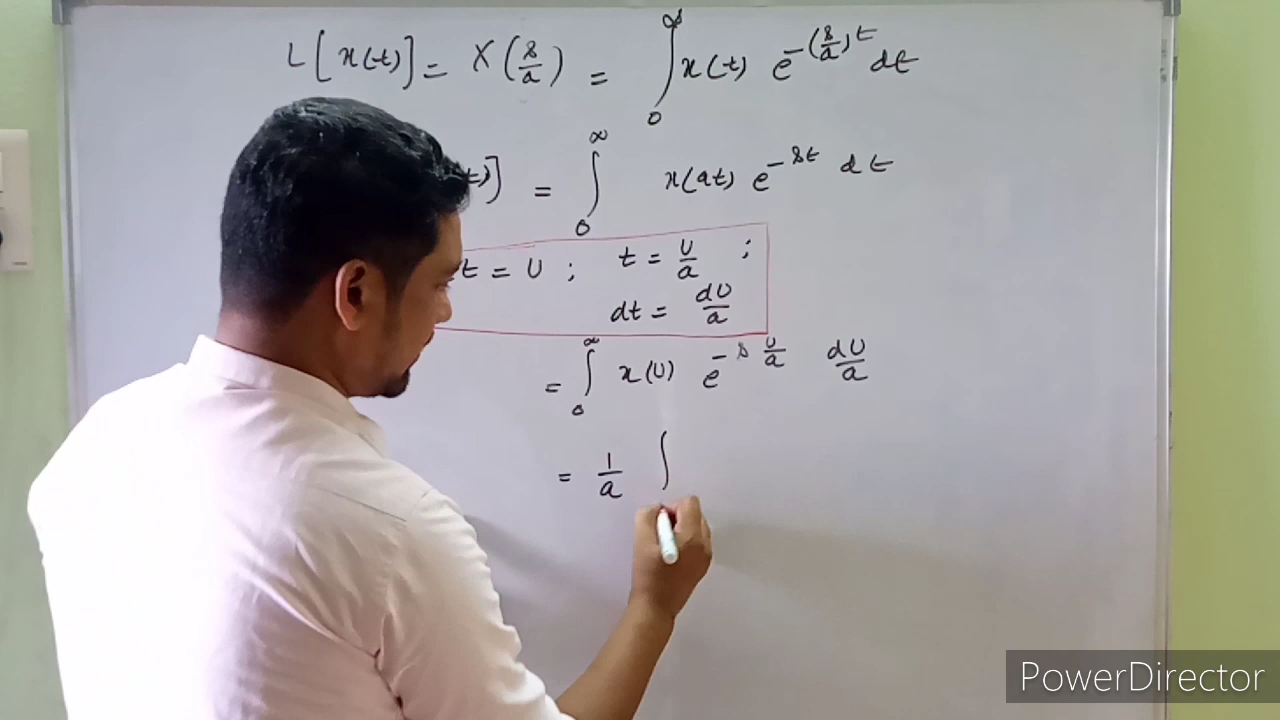 L[x(t)] = X(s/a) = ∫₀^∞ x(t) e^-(s/a)t dt
t)] = ∫₀^∞ x(at) e^-st dt
t = U ; t = U/a ;
dt = dU/a
= ∫₀^∞ x(U) e^-s U/a dU/a
= 1/a ∫
PowerDirector